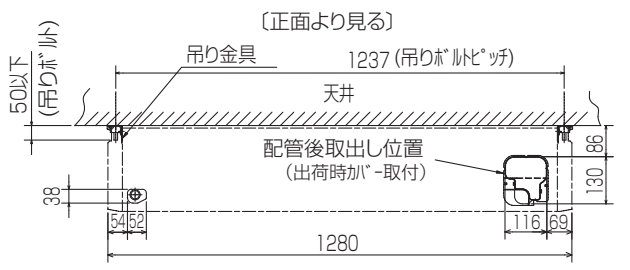 〔正面より見る〕
50以下
(吊りボルト)
吊り金具
1237 (吊りボルトピッチ)
天井
配管後取出し位置
(出荷時カバー取付)
86
130
38
54
52
116
69
1280